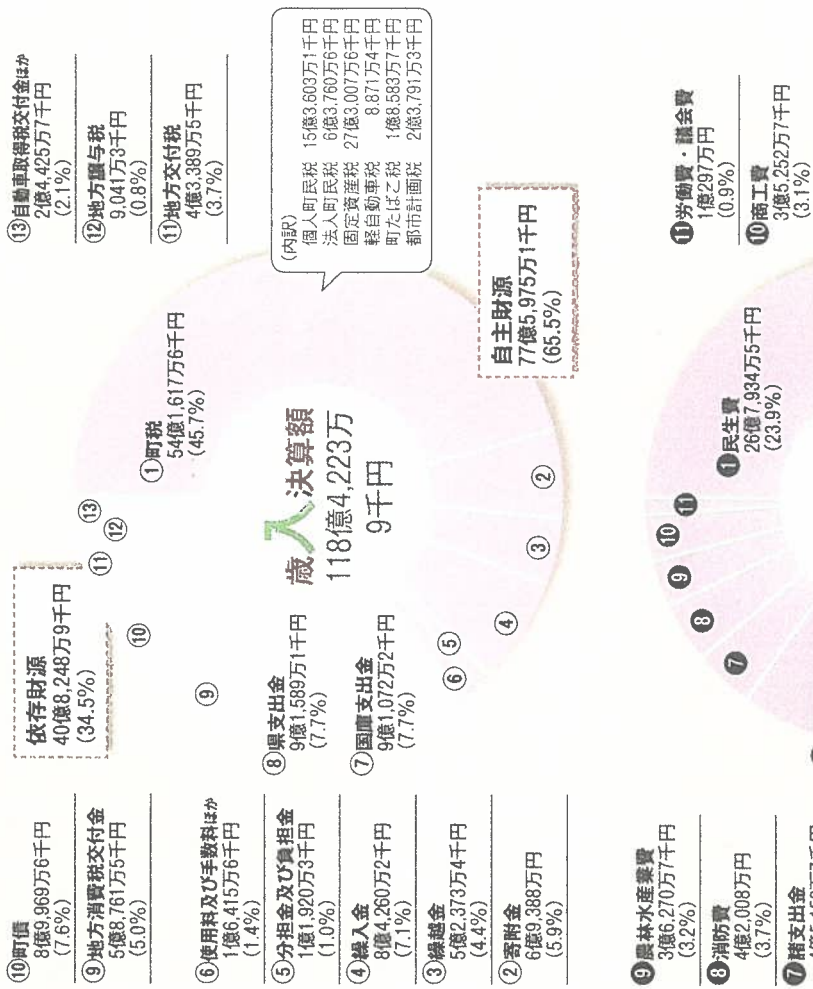 ⑬自動車取得税交付金ほか
2億4,425万7千円
(2.1%)
⑫地方譲与税
9,041万3千円
(0.8%)
⑪地方交付税
4億3,389万5千円
(3.7%)
(内訳)
個人町民税 15億3,603万1千円
法人町民税 6億3,760万6千円
固定資産税 27億3,007万6千円
軽自動車税 8,871万4千円
町たばこ税 1億8,583万7千円
都市計画税 2億3,791万3千円
①町税
54億1,617万6千円
(45.7%)
自主財源
77億5,975万1千円
(65.5%)
依存財源
40億8,248万9千円
(34.5%)
歳入決算額
118億4,223万
9千円
⑬
⑫
⑪
⑩
⑨
②
③
④
⑤
⑥
⑧県支出金
9億1,589万1千円
(7.7%)
⑦国庫支出金
9億1,072万2千円
(7.7%)
⑩町債
8億9,969万6千円
(7.6%)
⑨地方消費税交付金
5億8,761万5千円
(5.0%)
⑥使用料及び手数料ほか
1億6,415万6千円
(1.4%)
⑤分担金及び負担金
1億1,920万3千円
(1.0%)
④繰入金
8億4,260万2千円
(7.1%)
③繰越金
5億2,373万4千円
(4.4%)
②寄附金
6億9,388万円
(5.9%)
⓫労働費・議会費
1億297万円
(0.9%)
❿商工費
3億5,252万7千円
(3.1%)
❶民生費
26億7,934万5千円
(23.9%)
⓫
❿
❾
❽
❼
❾農林水産業費
3億6,270万7千円
(3.2%)
❽消防費
4億2,008万円
(3.7%)
❼諸支出金